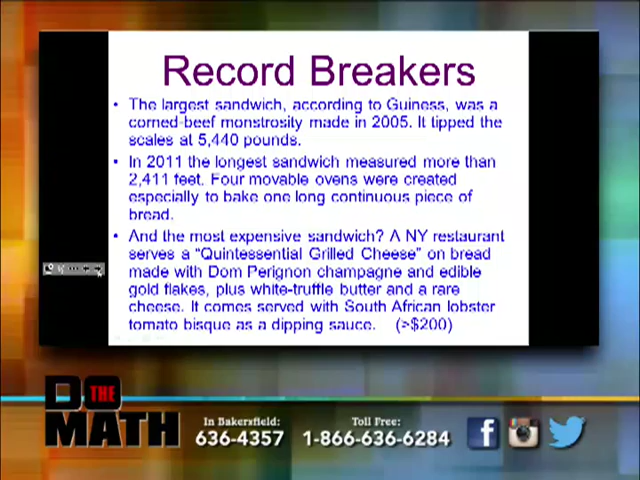 Record Breakers
• The largest sandwich, according to Guiness, was a
corned-beef monstrosity made in 2005. It tipped the
scales at 5,440 pounds.
• In 2011 the longest sandwich measured more than
2,411 feet. Four movable ovens were created
especially to bake one long continuous piece of
bread.
• And the most expensive sandwich? A NY restaurant
serves a "Quintessential Grilled Cheese" on bread
made with Dom Perignon champagne and edible
gold flakes, plus white-truffle butter and a rare
cheese. It comes served with South African lobster
tomato bisque as a dipping sauce. (>$200)
DO THE
MATH
In Bakersfield:
636-4357
Toll Free:
1-866-636-6284